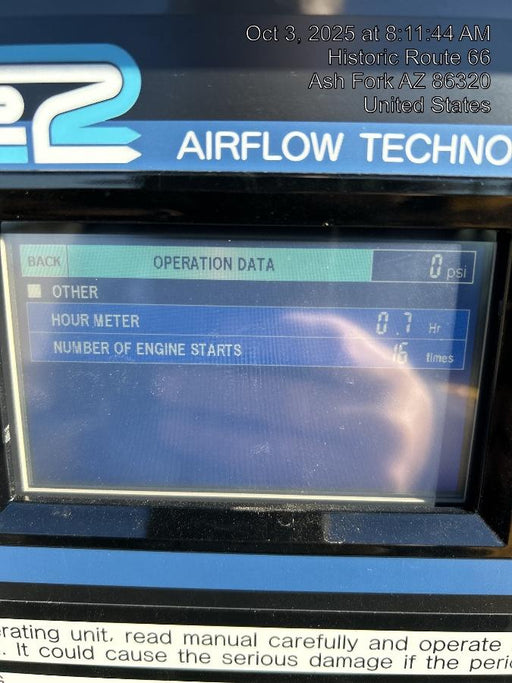 Oct 3, 2025 at 8:11:44 AM
Historic Route 66
Ash Fork AZ 86320
United States
AIRFLOW TECHNO
BACK OPERATION DATA 0 psi
OTHER
HOUR METER 0.7 Hr
NUMBER OF ENGINE STARTS 16 times
erating unit, read manual carefully and operate
. It could cause the serious damage if the peri